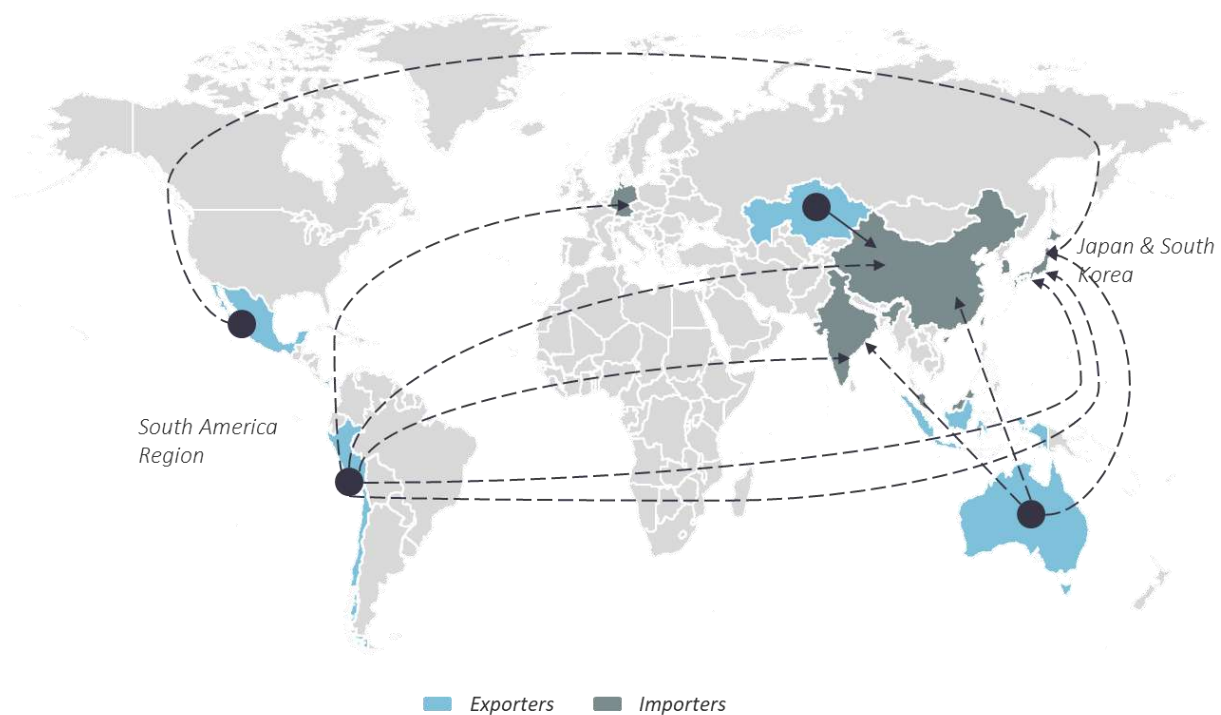 Japan & South
Korea
South America
Region
Exporters
Importers